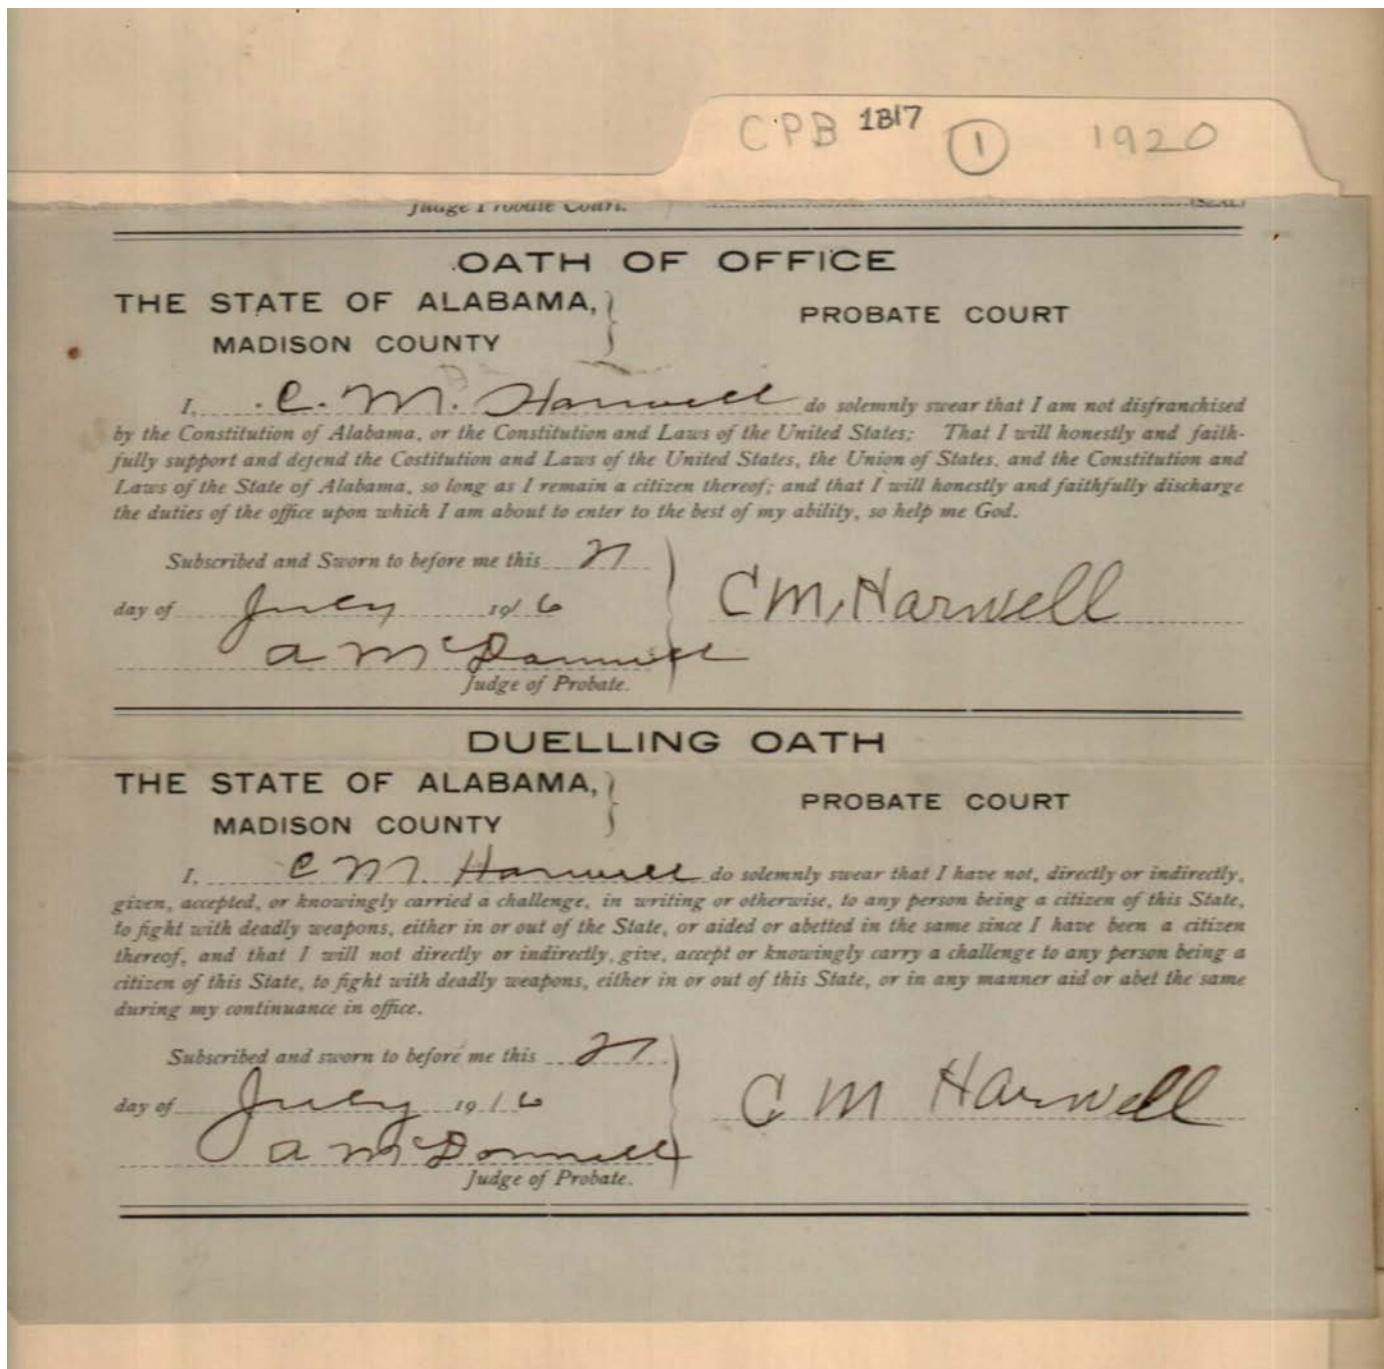 CPB 1817 1 1920
Judge Probate Court. (SEAL)
OATH OF OFFICE
THE STATE OF ALABAMA,
PROBATE COURT
MADISON COUNTY
I, C. M. Harwell do solemnly swear that I am not disfranchised
by the Constitution of Alabama, or the Constitution and Laws of the United States; That I will honestly and faith-
fully support and defend the Costitution and Laws of the United States, the Union of States, and the Constitution and
Laws of the State of Alabama, so long as I remain a citizen thereof; and that I will honestly and faithfully discharge
the duties of the office upon which I am about to enter to the best of my ability, so help me God.
Subscribed and Sworn to before me this 21
day of July 1916
C M, Harwell
A McDonnell
Judge of Probate.
DUELLING OATH
THE STATE OF ALABAMA,
PROBATE COURT
MADISON COUNTY
I, C M. Harwell do solemnly swear that I have not, directly or indirectly,
given, accepted, or knowingly carried a challenge, in writing or otherwise, to any person being a citizen of this State,
to fight with deadly weapons, either in or out of the State, or aided or abetted in the same since I have been a citizen
thereof, and that I will not directly or indirectly, give, accept or knowingly carry a challenge to any person being a
citizen of this State, to fight with deadly weapons, either in or out of this State, or in any manner aid or abet the same
during my continuance in office.
Subscribed and sworn to before me this 21
day of July 1916
C M Harwell
A McDonnell
Judge of Probate.